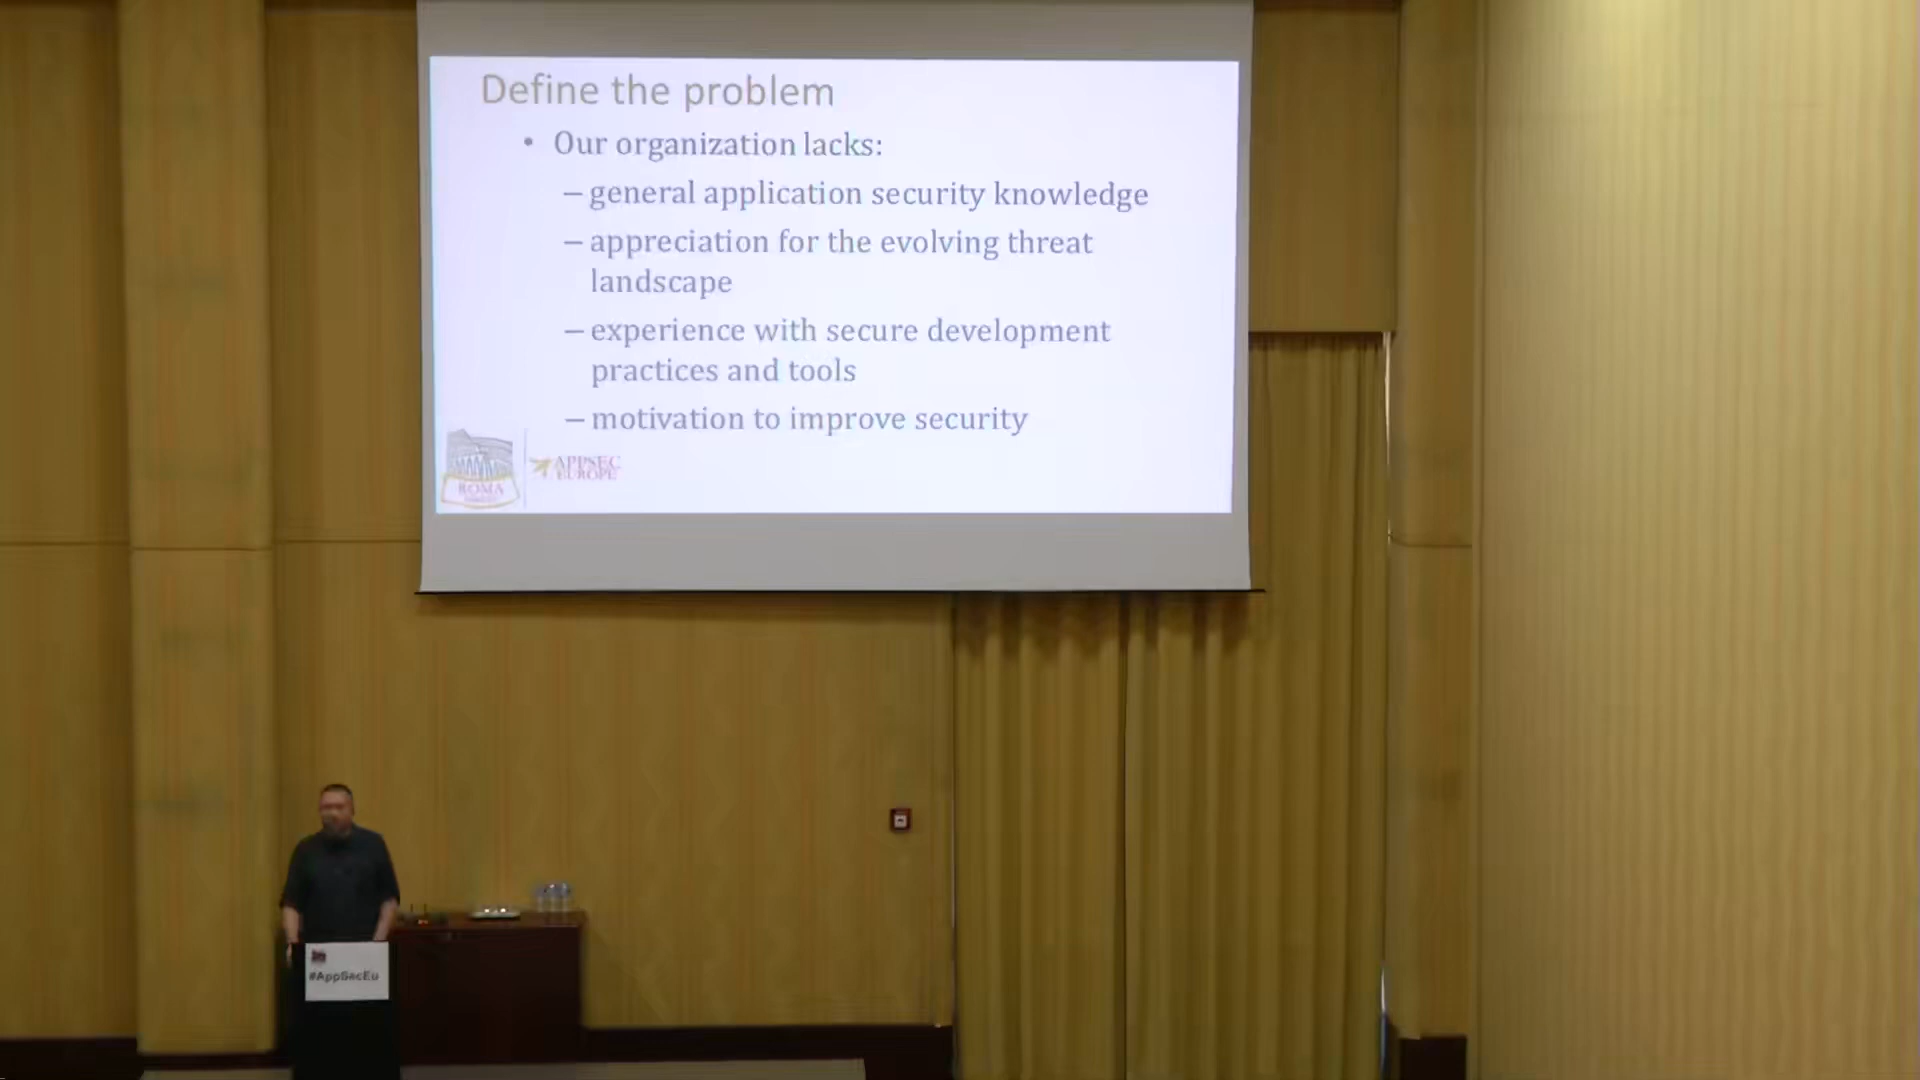 Define the problem
• Our organization lacks:
– general application security knowledge
– appreciation for the evolving threat
landscape
– experience with secure development
practices and tools
– motivation to improve security
ROMA
APPSEC
EUROPE
#AppSecEu